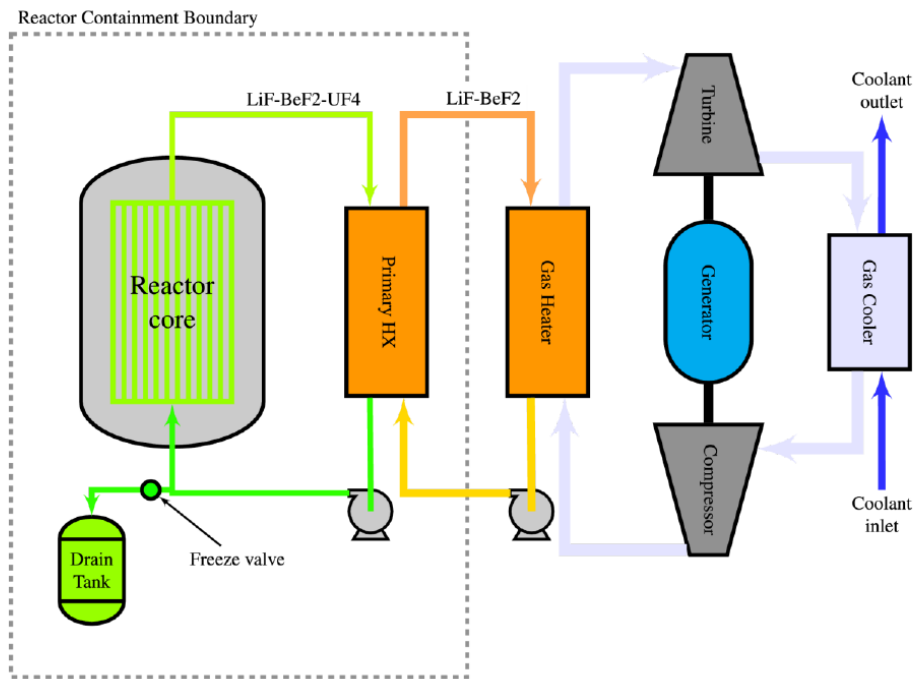 Reactor Containment Boundary
LiF-BeF2-UF4
LiF-BeF2
Coolant
outlet
Turbine
Reactor
core
Primary HX
Gas Heater
Generator
Gas Cooler
Compressor
Coolant
inlet
Freeze valve
Drain
Tank